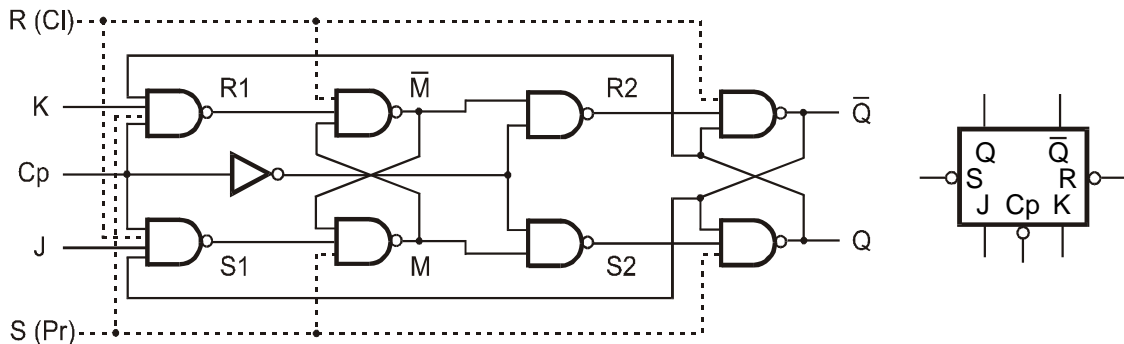 R (Cl)
K
R1
M̅
R2
Q̅
Cp
J
S1
M
S2
Q
S (Pr)
Q Q̅
S R
J Cp K